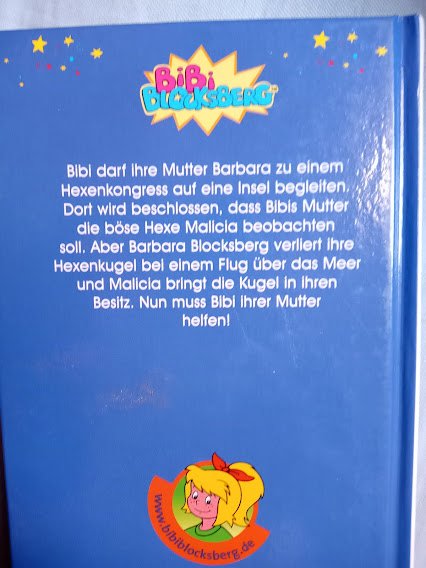 BiBi
BLOCKSBERG
Bibi darf ihre Mutter Barbara zu einem
Hexenkongress auf eine Insel begleiten.
Dort wird beschlossen, dass Bibis Mutter
die böse Hexe Malicia beobachten
soll. Aber Barbara Blocksberg verliert ihre
Hexenkugel bei einem Flug über das Meer
und Malicia bringt die Kugel in ihren
Besitz. Nun muss Bibi ihrer Mutter
helfen!
www.bibiblocksberg.de